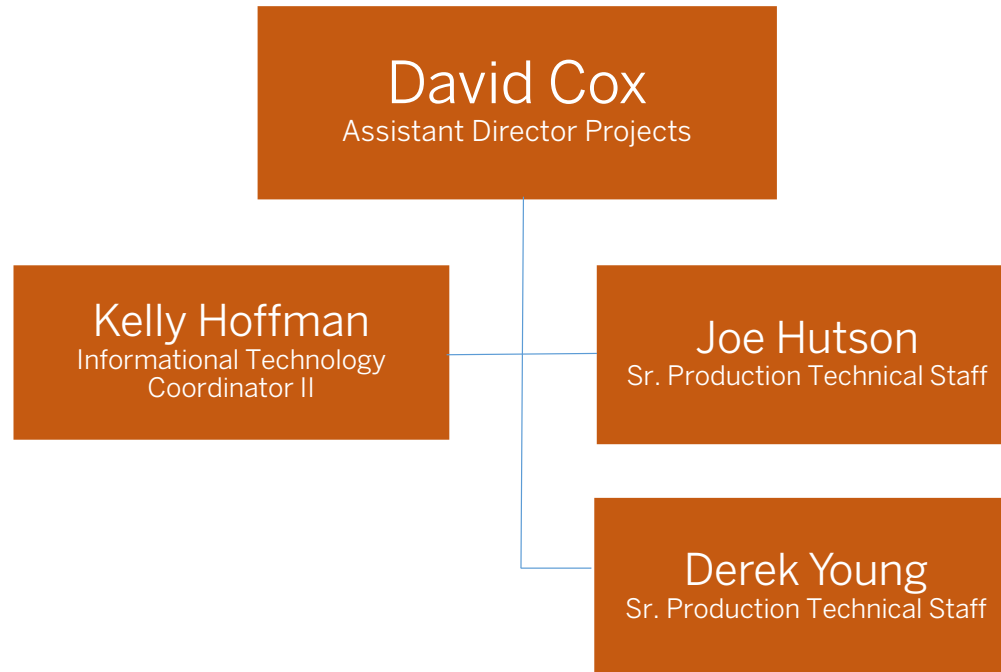 David Cox
Assistant Director Projects
Kelly Hoffman
Informational Technology
Coordinator II
Joe Hutson
Sr. Production Technical Staff
Derek Young
Sr. Production Technical Staff